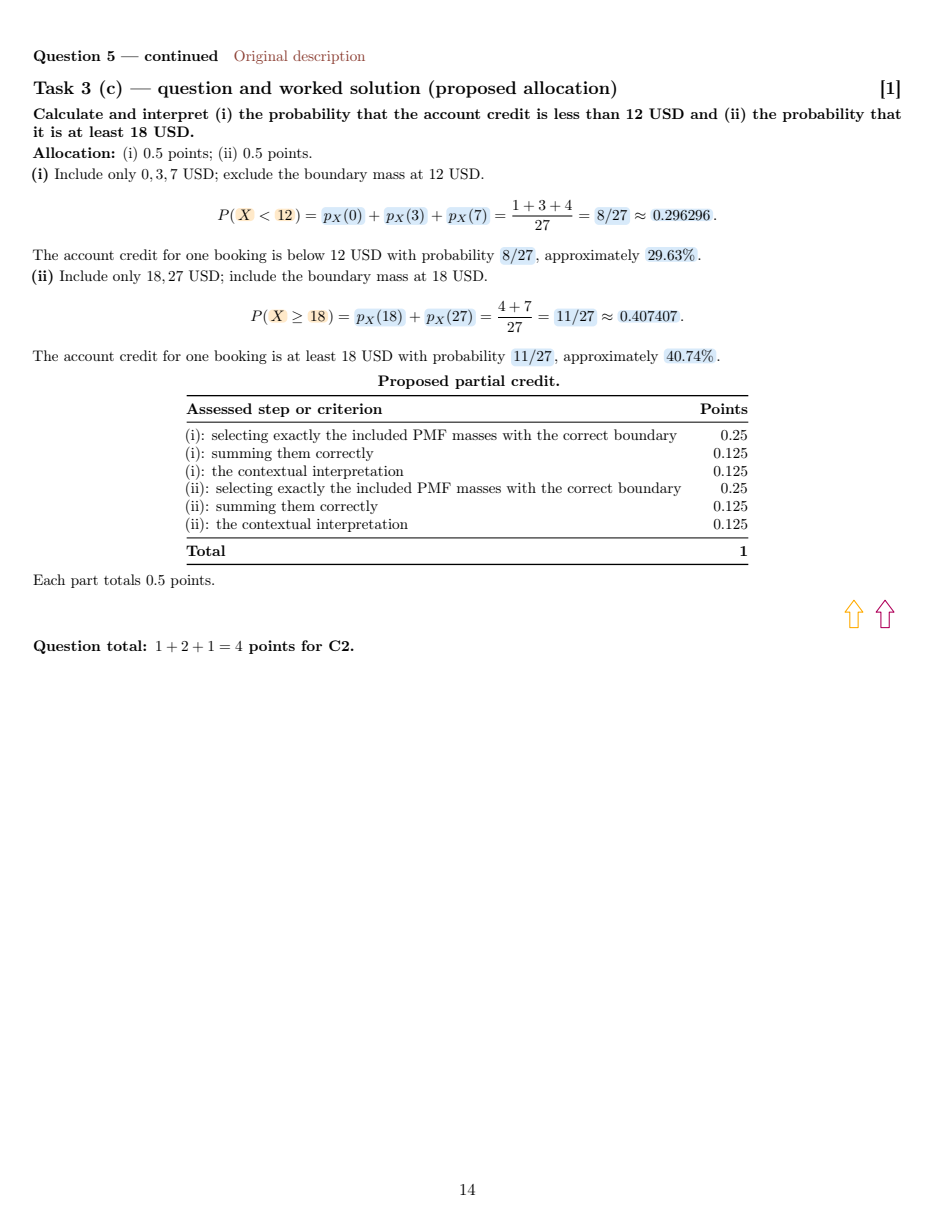 Question 5 — continued Original description
Task 3 (c) — question and worked solution (proposed allocation) [1]
Calculate and interpret (i) the probability that the account credit is less than 12 USD and (ii) the probability that
it is at least 18 USD.
Allocation: (i) 0.5 points; (ii) 0.5 points.
(i) Include only 0, 3, 7 USD; exclude the boundary mass at 12 USD.
P( X < 12 ) = p_X(0) + p_X(3) + p_X(7) = \frac{1 + 3 + 4}{27} = 8/27 ≈ 0.296296 .
The account credit for one booking is below 12 USD with probability 8/27 , approximately 29.63% .
(ii) Include only 18, 27 USD; include the boundary mass at 18 USD.
P( X ≥ 18 ) = p_X(18) + p_X(27) = \frac{4 + 7}{27} = 11/27 ≈ 0.407407 .
The account credit for one booking is at least 18 USD with probability 11/27 , approximately 40.74% .
Proposed partial credit.
Assessed step or criterion Points
(i): selecting exactly the included PMF masses with the correct boundary 0.25
(i): summing them correctly 0.125
(i): the contextual interpretation 0.125
(ii): selecting exactly the included PMF masses with the correct boundary 0.25
(ii): summing them correctly 0.125
(ii): the contextual interpretation 0.125
Total 1
Each part totals 0.5 points.
Question total: 1 + 2 + 1 = 4 points for C2.
14